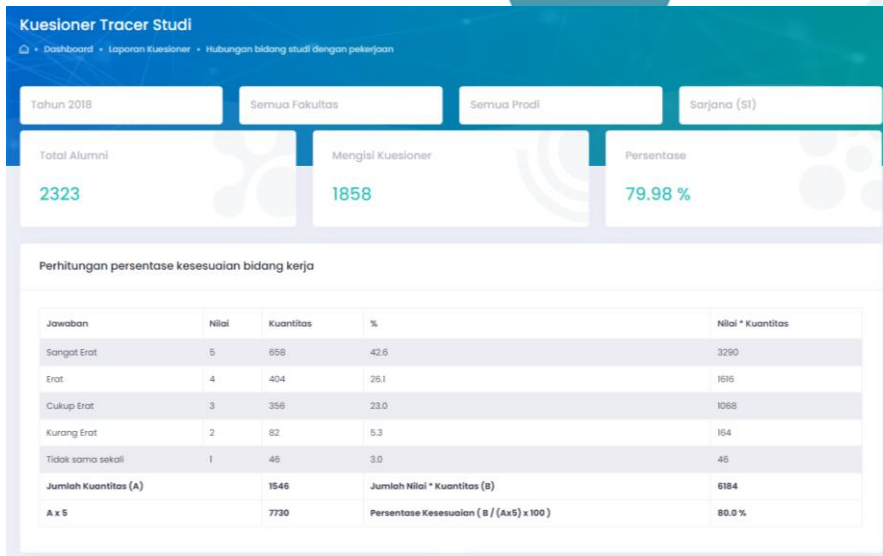 Kuesioner Tracer Studi
Dashboard • Laporan Kuesioner • Hubungan bidang studi dengan pekerjaan
Tahun 2018 Semua Fakultas Semua Prodi Sarjana (S1)
Total Alumni Mengisi Kuesioner Persentase
2323 1858 79.98 %
Perhitungan persentase kesesuaian bidang kerja
Jawaban Nilai Kuantitas % Nilai * Kuantitas
Sangat Erat 5 658 42.6 3290
Erat 4 404 26.1 1616
Cukup Erat 3 356 23.0 1068
Kurang Erat 2 82 5.3 164
Tidak sama sekali 1 46 3.0 46
Jumlah Kuantitas (A) 1546 Jumlah Nilai * Kuantitas (B) 6184
A x 5 7730 Persentase Kesesuaian ( B / (Ax5) x 100 ) 80.0 %